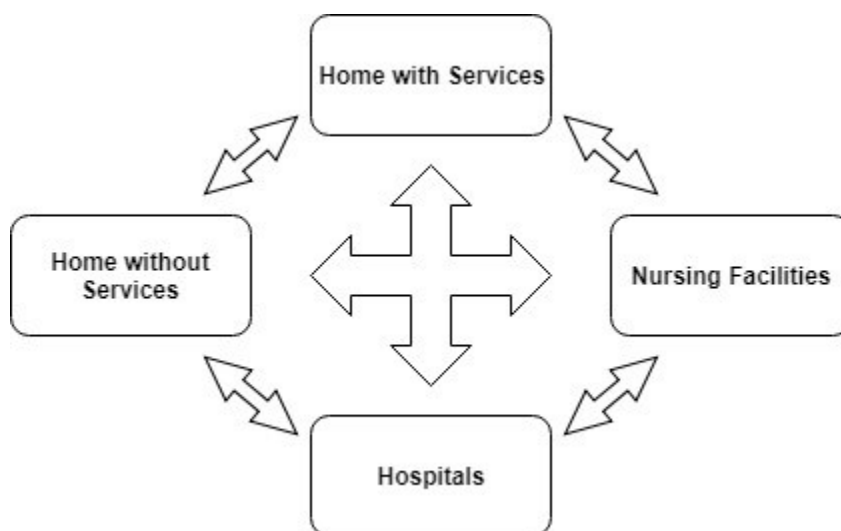 Home with Services
Home without
Services
Nursing Facilities
Hospitals